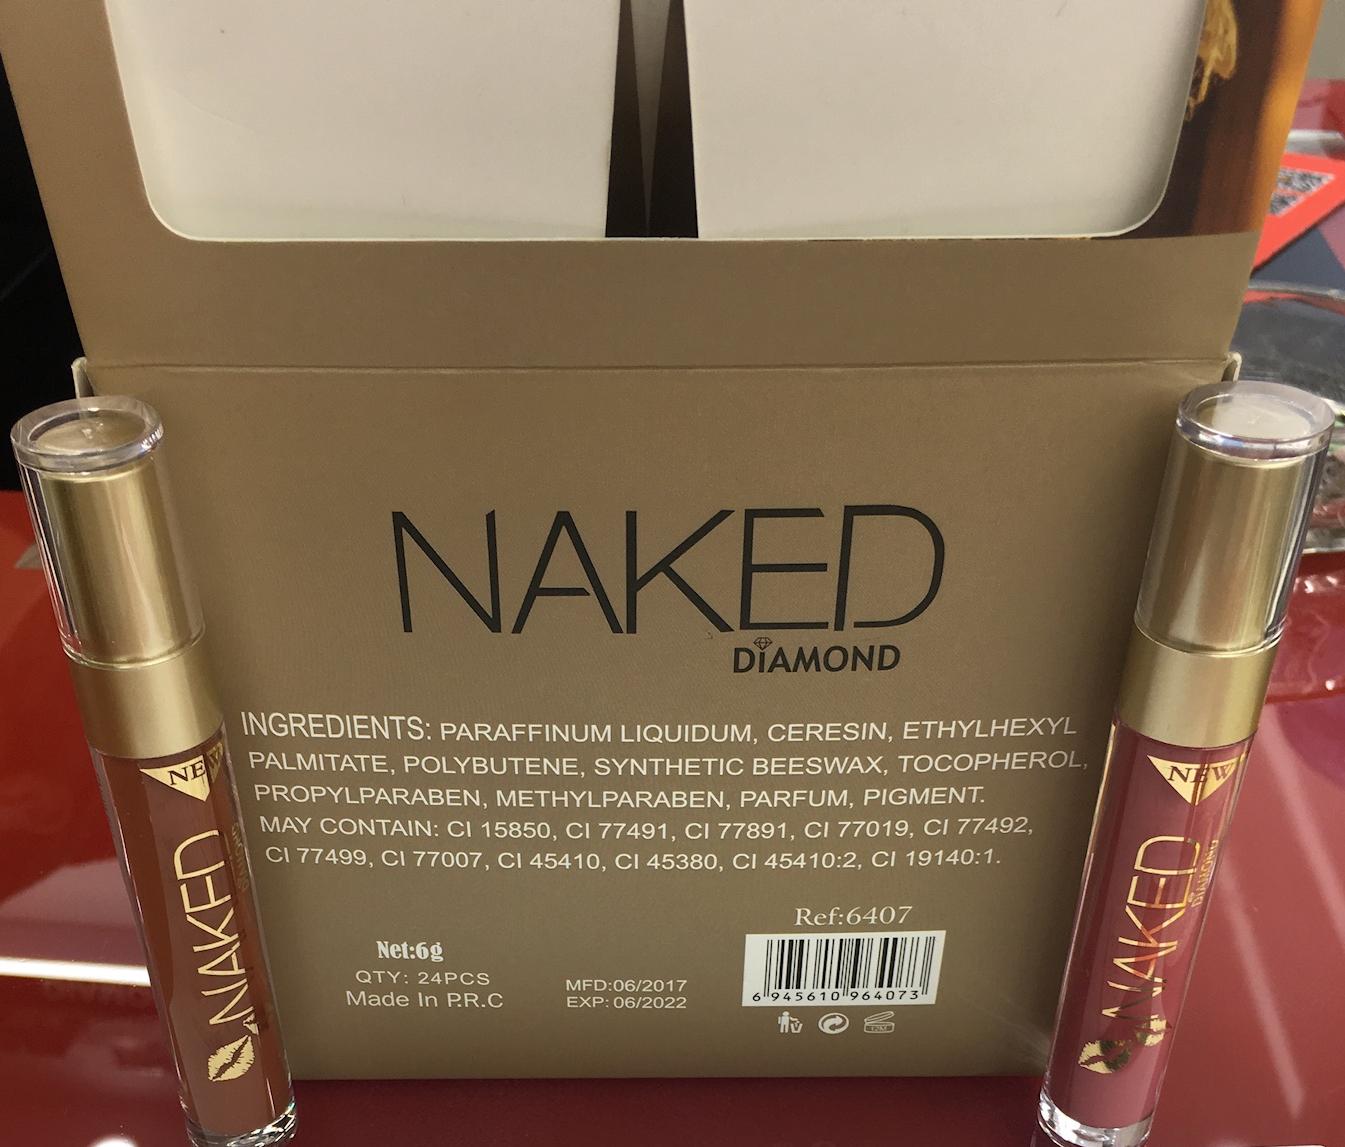 NAKED
DiAMOND
INGREDIENTS: PARAFFINUM LIQUIDUM, CERESIN, ETHYLHEXYL
PALMITATE, POLYBUTENE, SYNTHETIC BEESWAX, TOCOPHEROL,
PROPYLPARABEN, METHYLPARABEN, PARFUM, PIGMENT.
MAY CONTAIN: CI 15850, CI 77491, CI 77891, CI 77019, CI 77492,
CI 77499, CI 77007, CI 45410, CI 45380, CI 45410:2, CI 19140:1.
Net:6g
QTY: 24PCS
Made In P.R.C
MFD:06/2017
EXP:06/2022
Ref:6407
6 945610 964073
12M
NEW
NAKED
NEW
NAKED
DIAMOND